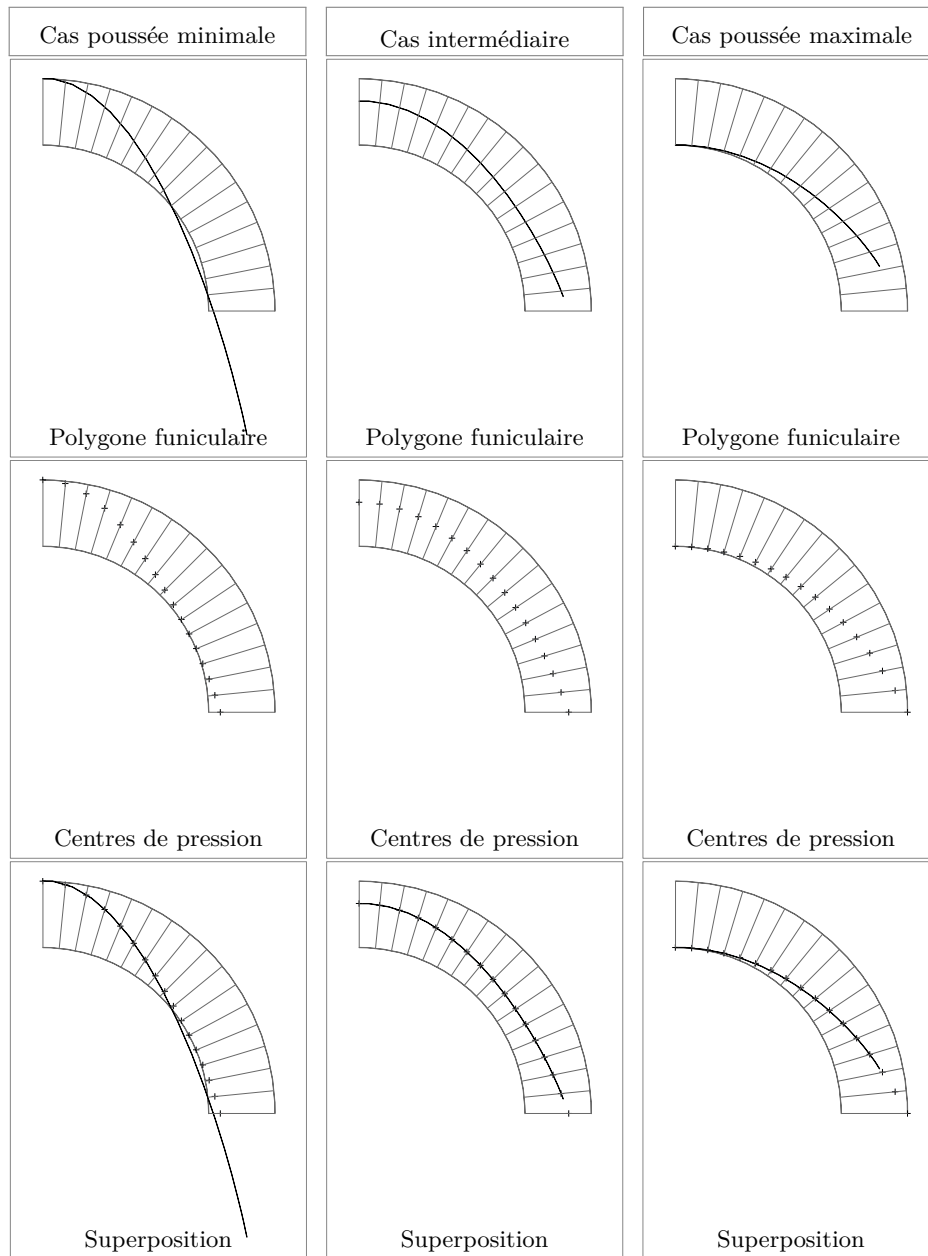 Cas poussée minimale
Cas intermédiaire
Cas poussée maximale
Polygone funiculaire
Polygone funiculaire
Polygone funiculaire
Centres de pression
Centres de pression
Centres de pression
Superposition
Superposition
Superposition